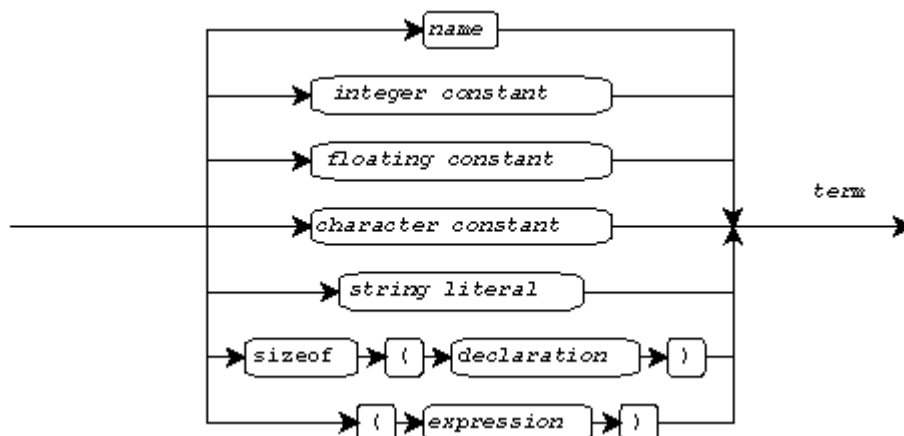 name
integer constant
floating constant
term
character constant
string literal
sizeof ( declaration )
( expression )